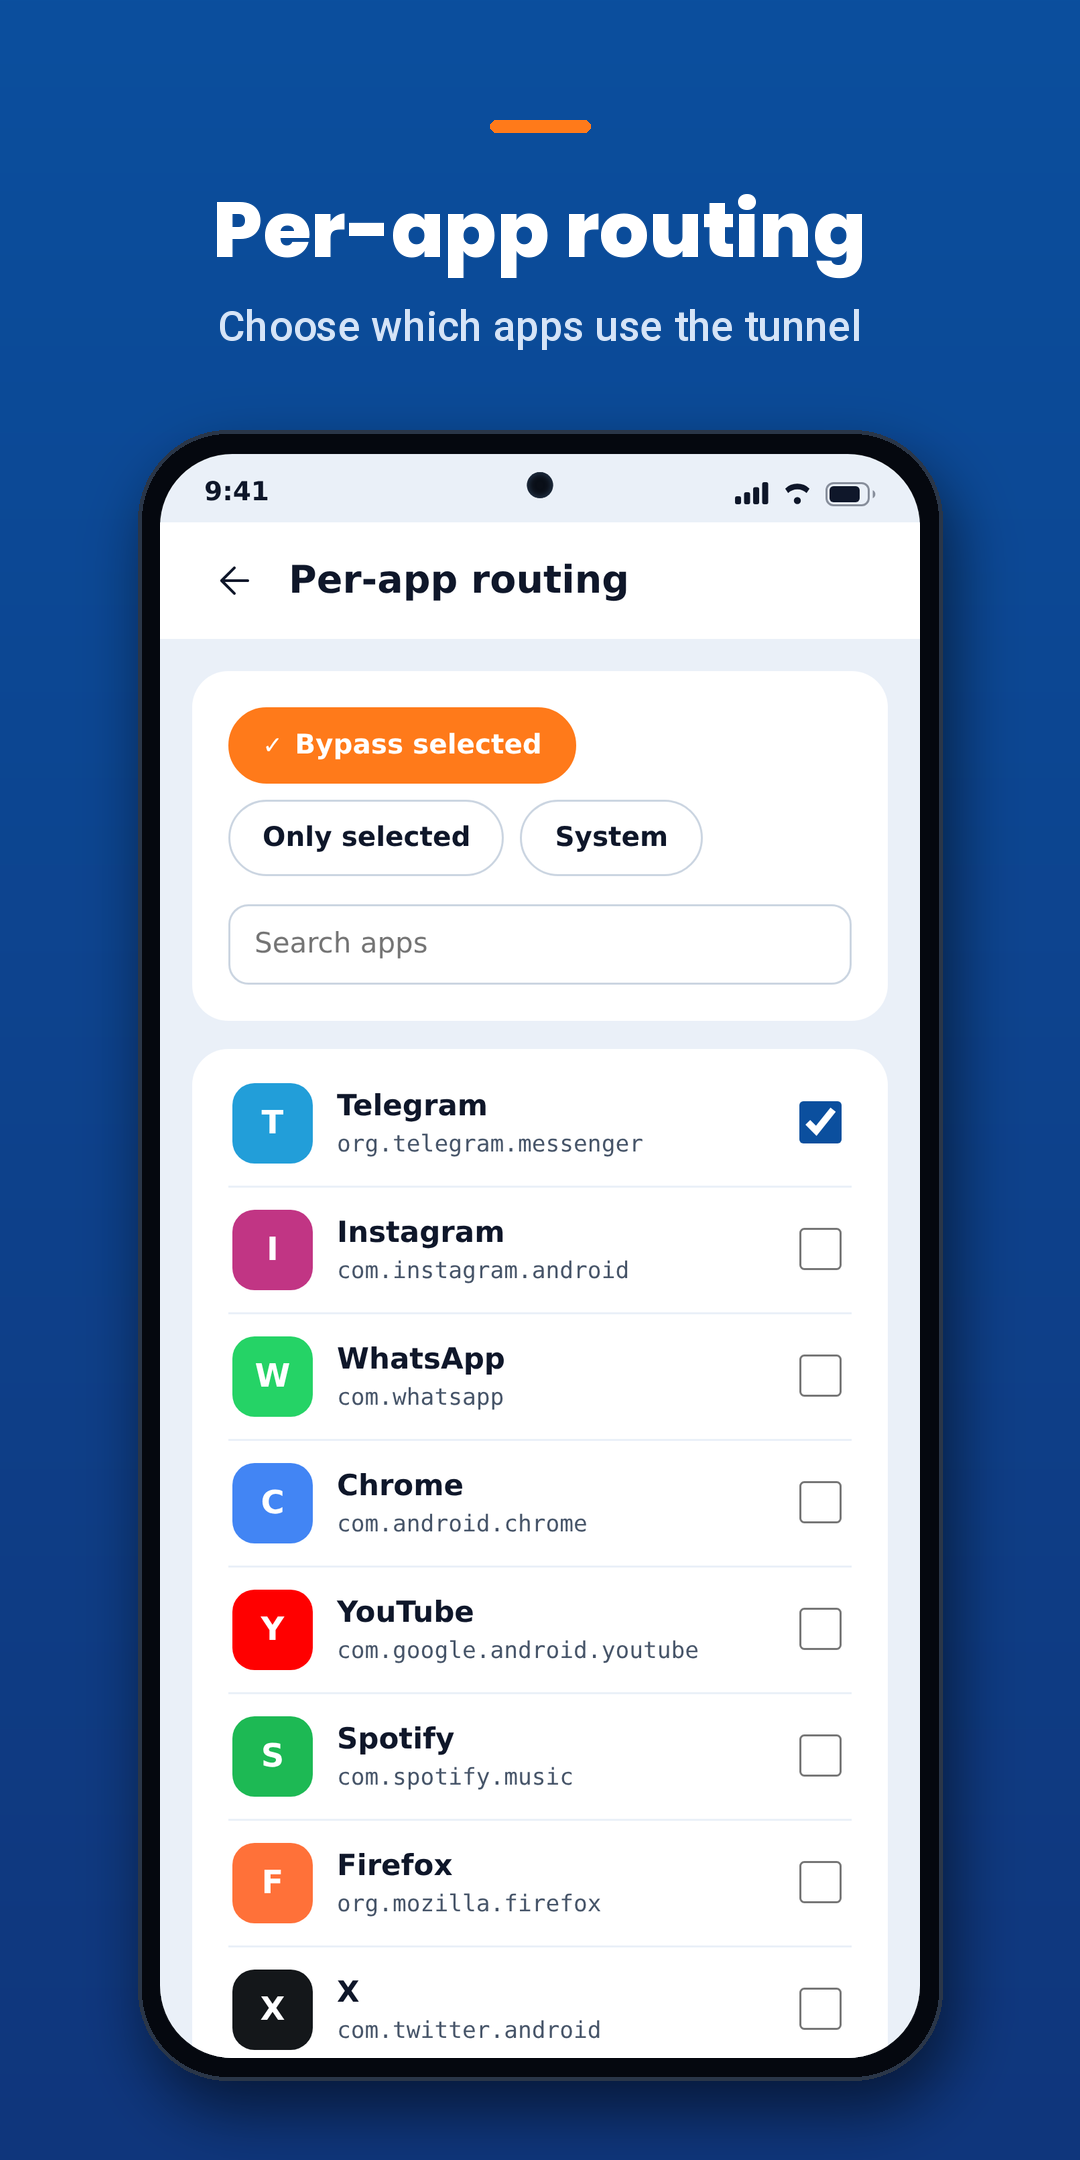 Per-app routing
Choose which apps use the tunnel
9:41
Per-app routing
✓ Bypass selected
Only selected
System
Search apps
T
Telegram
org.telegram.messenger
I
Instagram
com.instagram.android
W
WhatsApp
com.whatsapp
C
Chrome
com.android.chrome
Y
YouTube
com.google.android.youtube
S
Spotify
com.spotify.music
F
Firefox
org.mozilla.firefox
X
X
com.twitter.android